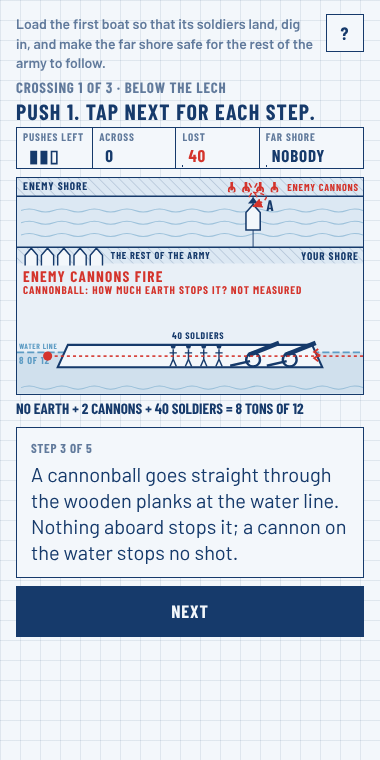 Load the first boat so that its soldiers land, dig
in, and make the far shore safe for the rest of the
army to follow.
?
CROSSING 1 OF 3 · BELOW THE LECH
PUSH 1. TAP NEXT FOR EACH STEP.
PUSHES LEFT
ACROSS
0
LOST
40
FAR SHORE
NOBODY
ENEMY SHORE
ENEMY CANNONS
A
THE REST OF THE ARMY
YOUR SHORE
ENEMY CANNONS FIRE
CANNONBALL: HOW MUCH EARTH STOPS IT? NOT MEASURED
40 SOLDIERS
WATER LINE
8 OF 12
NO EARTH + 2 CANNONS + 40 SOLDIERS = 8 TONS OF 12
STEP 3 OF 5
A cannonball goes straight through
the wooden planks at the water line.
Nothing aboard stops it; a cannon on
the water stops no shot.
NEXT